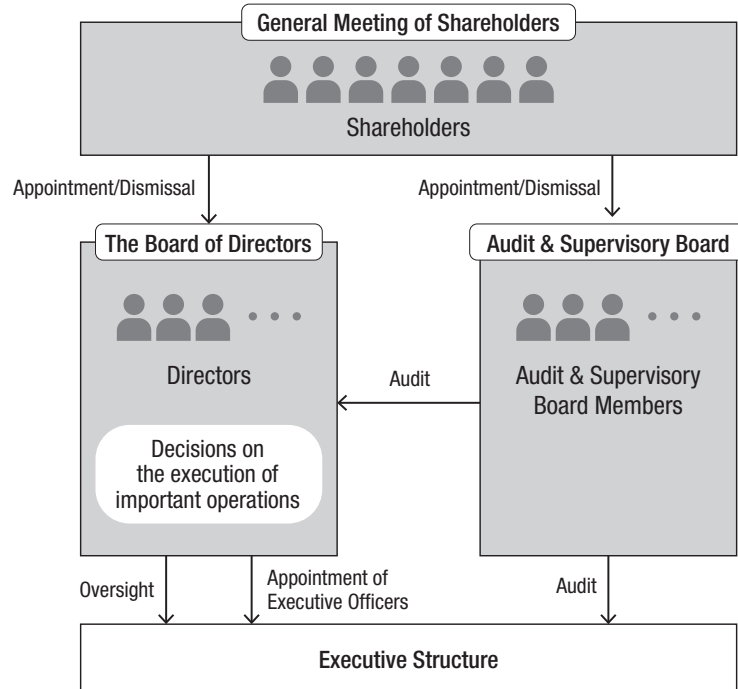 General Meeting of Shareholders
Shareholders
Appointment/Dismissal
Appointment/Dismissal
The Board of Directors
Audit & Supervisory Board
Directors
Audit
Audit & Supervisory
Board Members
Decisions on
the execution of
important operations
Oversight
Appointment of
Executive Officers
Audit
Executive Structure